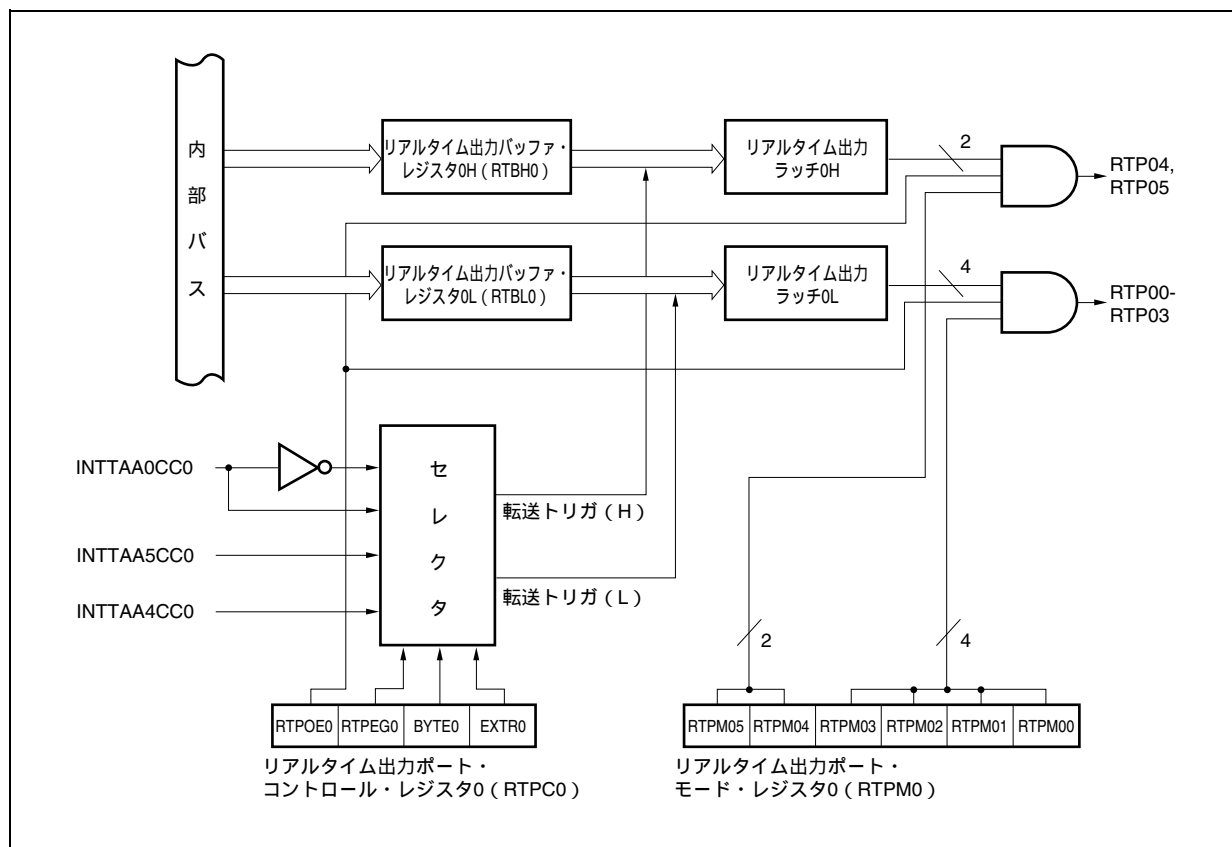 内部バス
リアルタイム出力バッファ・
レジスタ0H(RTBH0)
リアルタイム出力
ラッチ0H
2
RTP04,
RTP05
リアルタイム出力バッファ・
レジスタ0L(RTBL0)
リアルタイム出力
ラッチ0L
4
RTP00-
RTP03
INTTAA0CC0
INTTAA5CC0
INTTAA4CC0
セレクタ
転送トリガ(H)
転送トリガ(L)
2
4
RTPOE0 RTPEG0 BYTE0 EXTR0
リアルタイム出力ポート・
コントロール・レジスタ0(RTPC0)
RTPM05 RTPM04 RTPM03 RTPM02 RTPM01 RTPM00
リアルタイム出力ポート・
モード・レジスタ0(RTPM0)